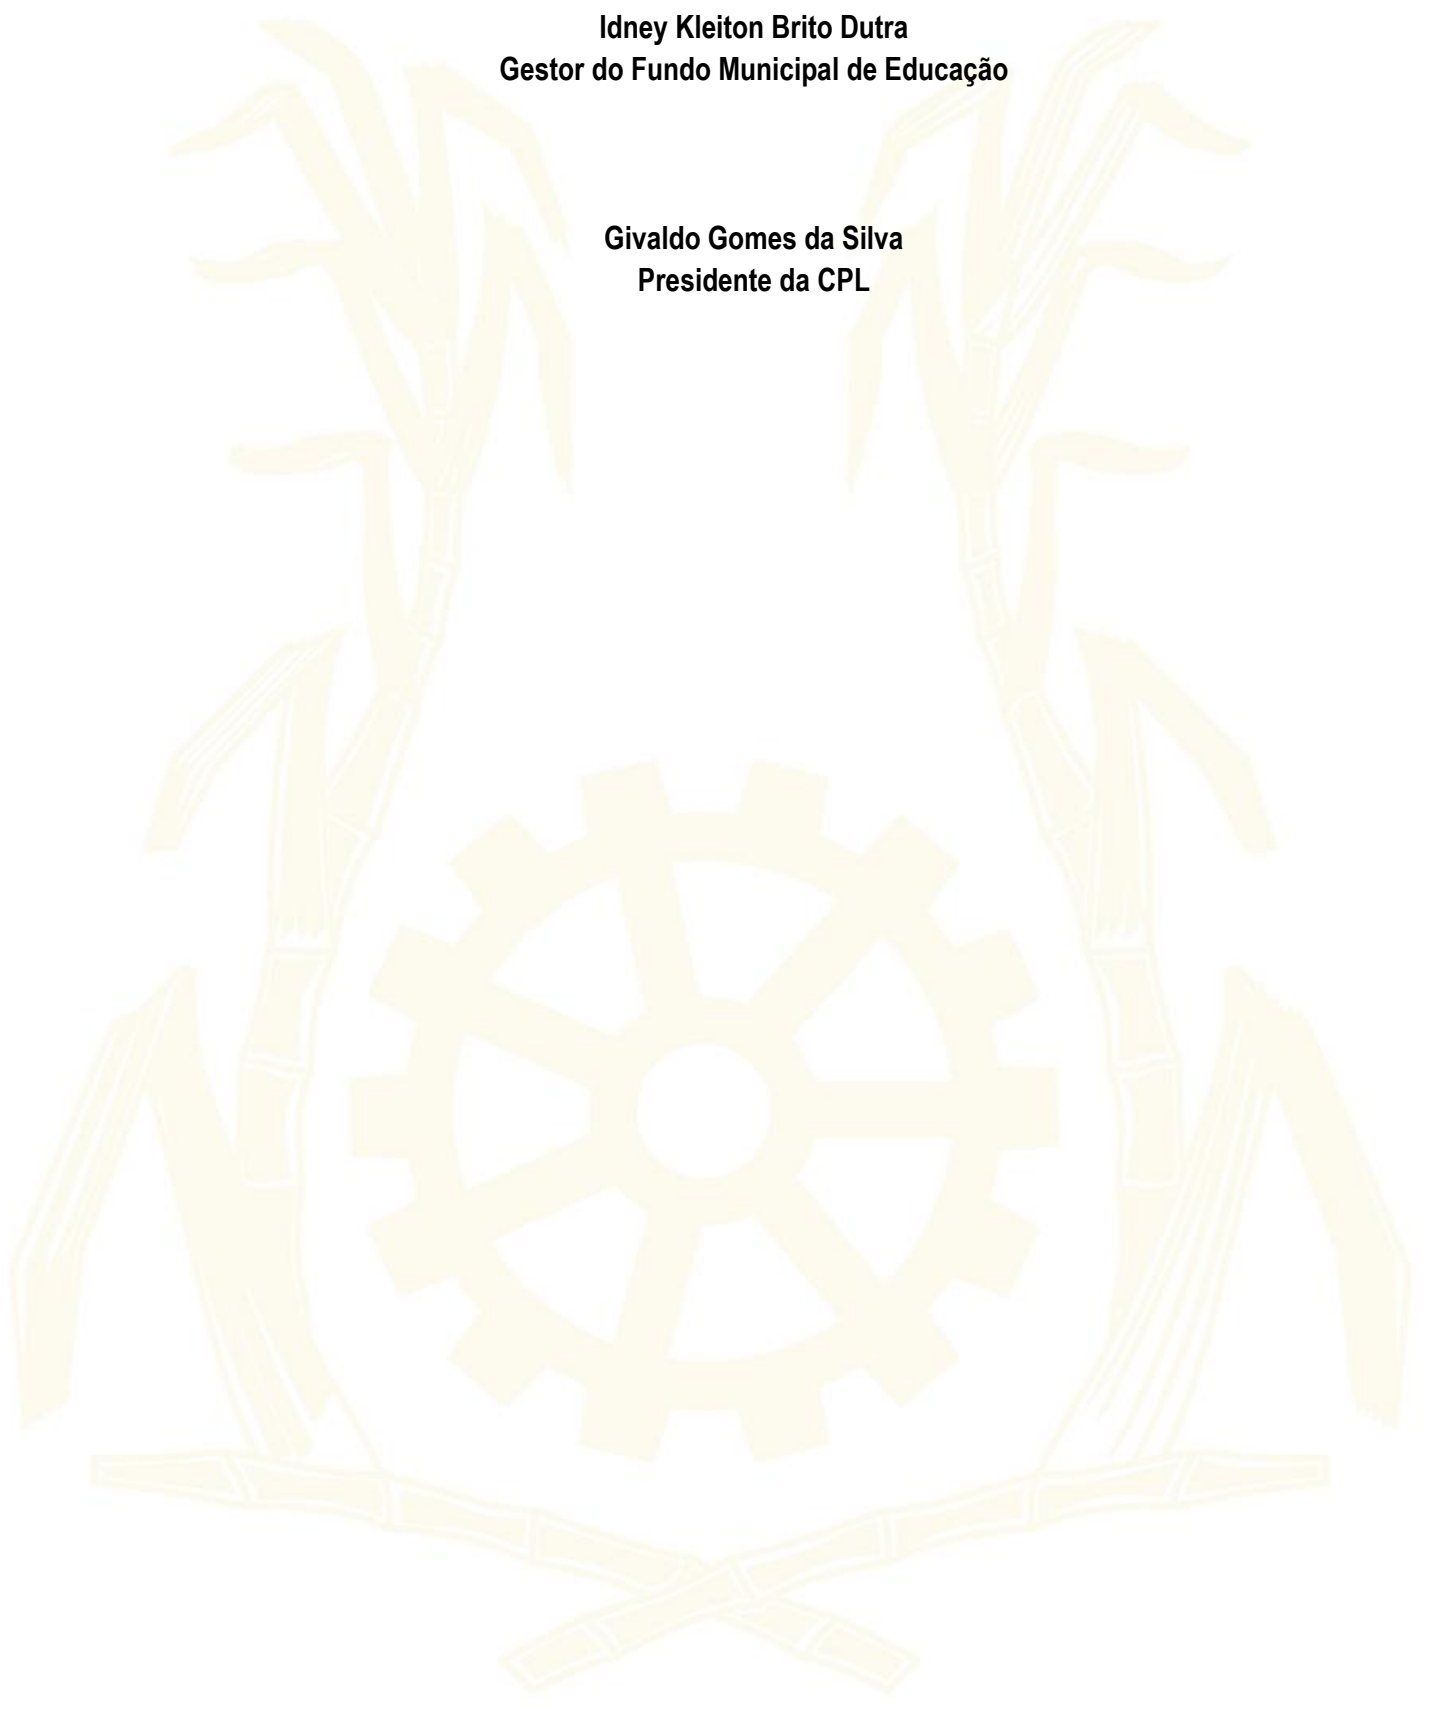 Idney Kleiton Brito Dutra
Gestor do Fundo Municipal de Educação
Givaldo Gomes da Silva
Presidente da CPL